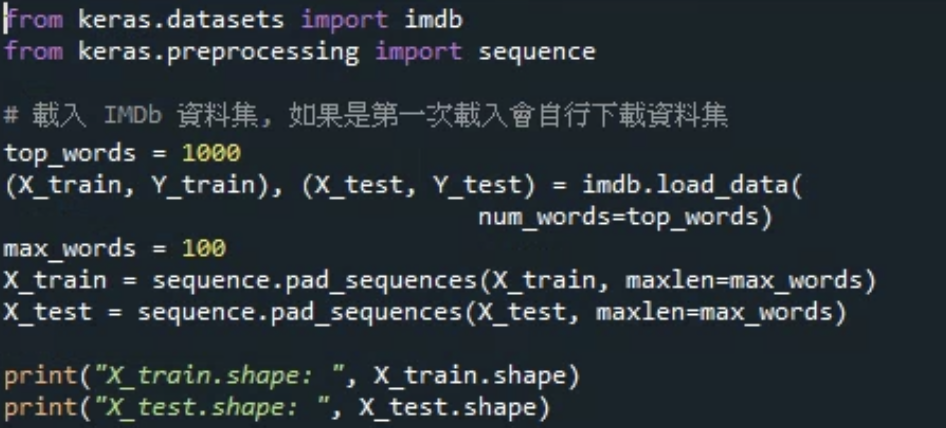 from keras.datasets import imdb
from keras.preprocessing import sequence
# 載入 IMDb 資料集, 如果是第一次載入會自行下載資料集
top_words = 1000
(X_train, Y_train), (X_test, Y_test) = imdb.load_data(
num_words=top_words)
max_words = 100
X_train = sequence.pad_sequences(X_train, maxlen=max_words)
X_test = sequence.pad_sequences(X_test, maxlen=max_words)
print("X_train.shape: ", X_train.shape)
print("X_test.shape: ", X_test.shape)